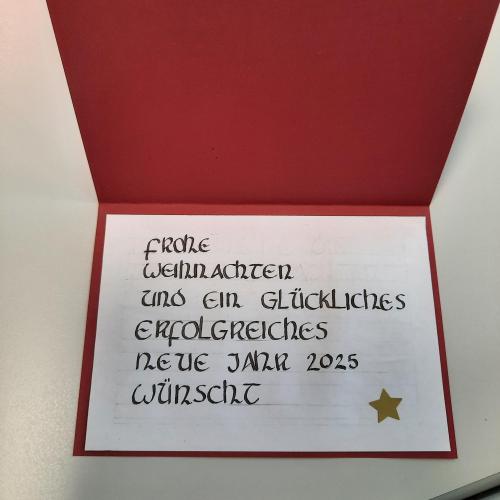 FROHE
WEIHNACHTEN
UND EIN GLÜCKLICHES
ERFOLGREICHES
NEUE JAHR 2025
WÜNSCHT